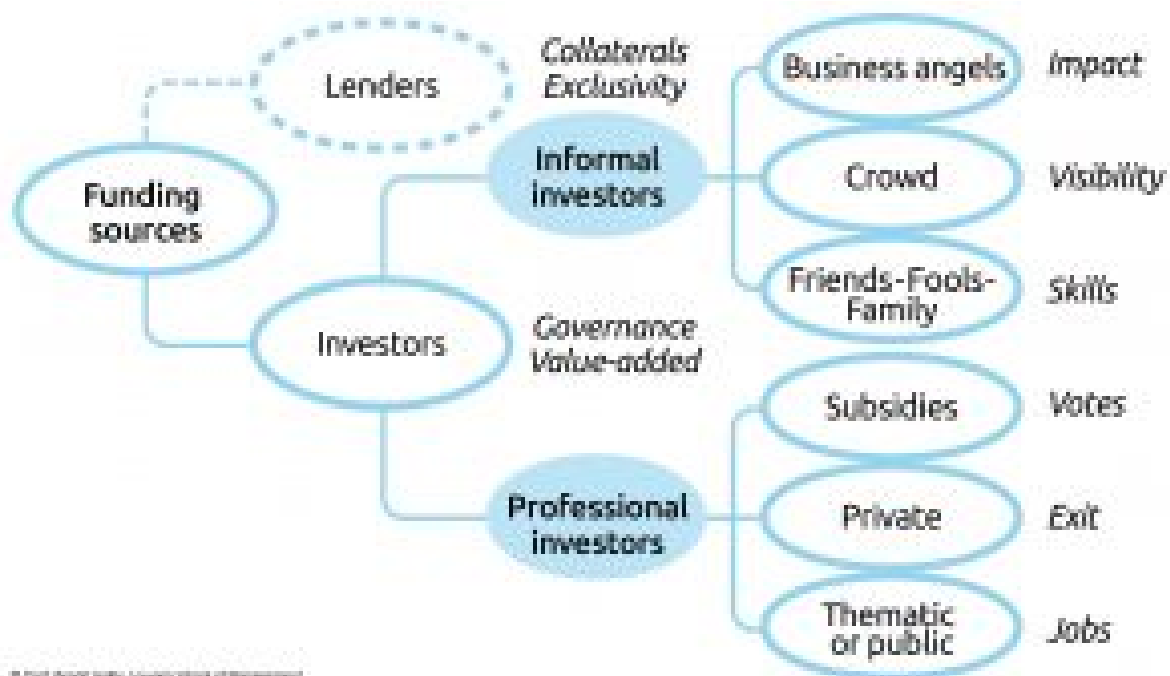 Lenders
Collaterals
Exclusivity
Business angels
Impact
Funding
sources
Informal
investors
Crowd
Visibility
Friends-Fools-
Family
Skills
Investors
Governance
Value-added
Subsidies
Votes
Professional
investors
Private
Exit
Thematic
or public
Jobs